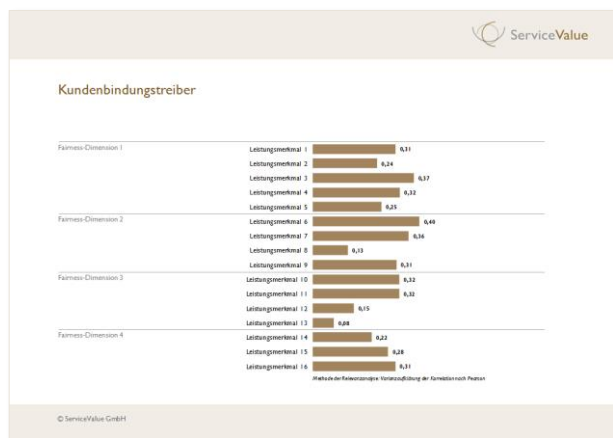 ServiceValue
Kundenbindungstreiber
Fairness-Dimension 1
Leistungsmerkmal 1 0,31
Leistungsmerkmal 2 0,24
Leistungsmerkmal 3 0,37
Leistungsmerkmal 4 0,32
Leistungsmerkmal 5 0,25
Fairness-Dimension 2
Leistungsmerkmal 6 0,40
Leistungsmerkmal 7 0,36
Leistungsmerkmal 8 0,13
Leistungsmerkmal 9 0,31
Fairness-Dimension 3
Leistungsmerkmal 10 0,32
Leistungsmerkmal 11 0,32
Leistungsmerkmal 12 0,15
Leistungsmerkmal 13 0,08
Fairness-Dimension 4
Leistungsmerkmal 14 0,22
Leistungsmerkmal 15 0,28
Leistungsmerkmal 16 0,31
Methode der Relevanzanalyse: Varianzaufklärung der Korrelation nach Pearson
© ServiceValue GmbH